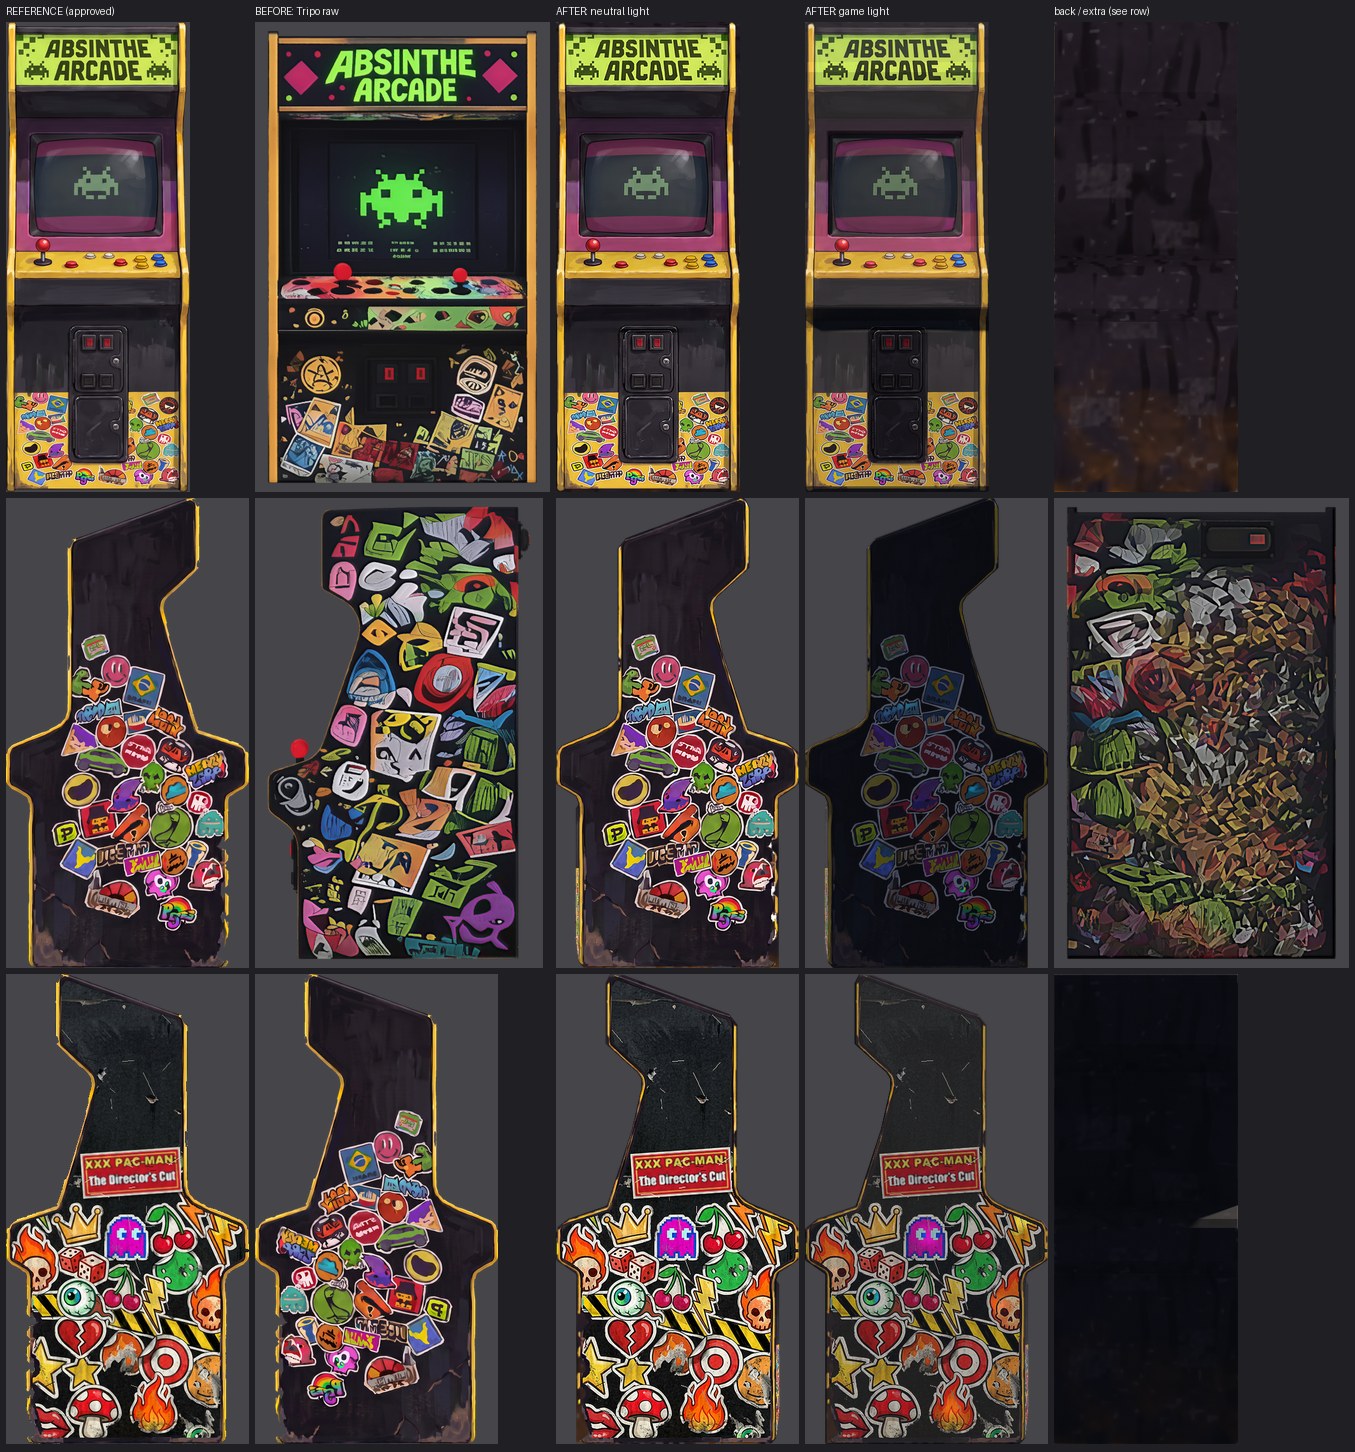 REFERENCE (approved)
BEFORE: Tripo raw
AFTER: neutral light
AFTER: game light
back / extra (see row)
ABSINTHE
ARCADE
ABSINTHE
ARCADE
ABSINTHE
ARCADE
ABSINTHE
ARCADE
XXX PAC-MAN:
The Director's Cut
XXX PAC-MAN:
The Director's Cut
XXX PAC-MAN:
The Director's Cut